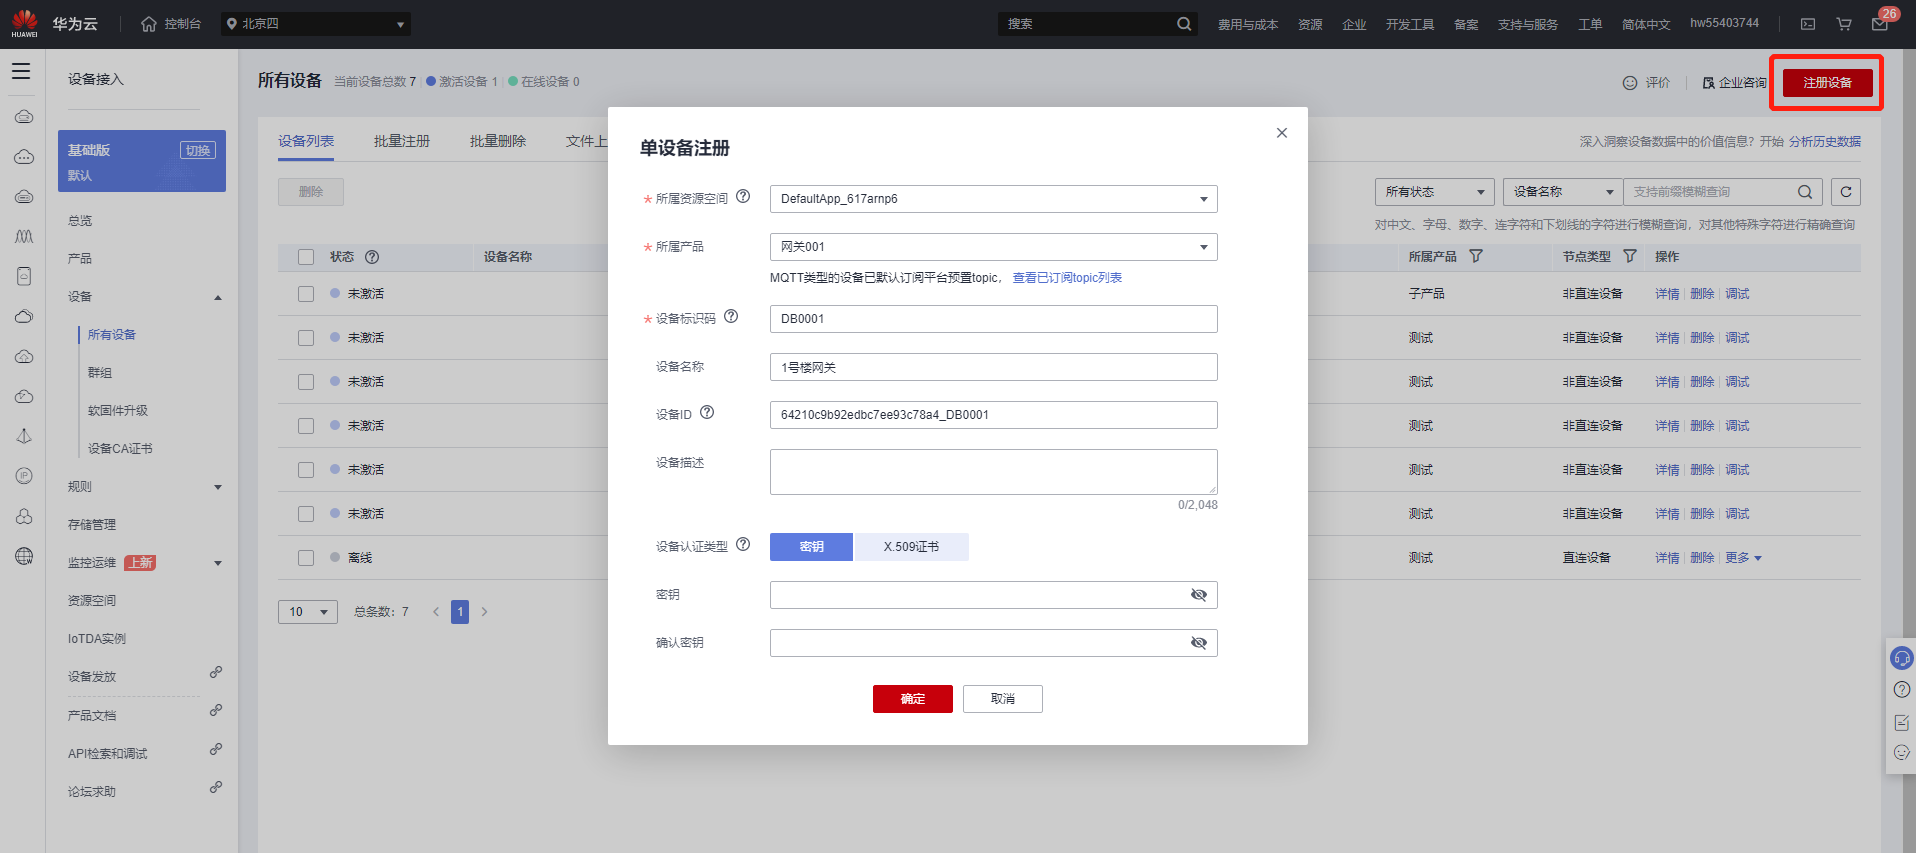 HUAWEI
华为云
控制台
北京四
搜索
费用与成本
资源
企业
开发工具
备案
支持与服务
工单
简体中文
hw55403744
26
设备接入
基础版
切换
默认
总览
产品
设备
所有设备
群组
软固件升级
设备CA证书
规则
存储管理
监控运维 上新
资源空间
IoTDA实例
设备发放
产品文档
API检索和调试
论坛求助
所有设备 当前设备总数 7 激活设备 1 在线设备 0
评价
企业咨询
注册设备
设备列表 批量注册 批量删除 文件上
深入洞察设备数据中的价值信息? 开始 分析历史数据
删除
所有状态
设备名称
支持前缀模糊查询
对中文、字母、数字、连字符和下划线的字符进行模糊查询，对其他特殊字符进行精确查询
状态 设备名称 所属产品 节点类型 操作
未激活 子产品 非直连设备 详情 删除 调试
未激活 测试 非直连设备 详情 删除 调试
未激活 测试 非直连设备 详情 删除 调试
未激活 测试 非直连设备 详情 删除 调试
未激活 测试 非直连设备 详情 删除 调试
未激活 测试 非直连设备 详情 删除 调试
离线 测试 直连设备 详情 删除 更多
10 总条数：7 < 1 >
单设备注册
* 所属资源空间 DefaultApp_617arnp6
* 所属产品 网关001
MQTT类型的设备已默认订阅平台预置topic， 查看已订阅topic列表
* 设备标识码 DB0001
设备名称 1号楼网关
设备ID 64210c9b92edbc7ee93c78a4_DB0001
设备描述
0/2,048
设备认证类型 密钥 X.509证书
密钥
确认密钥
确定 取消